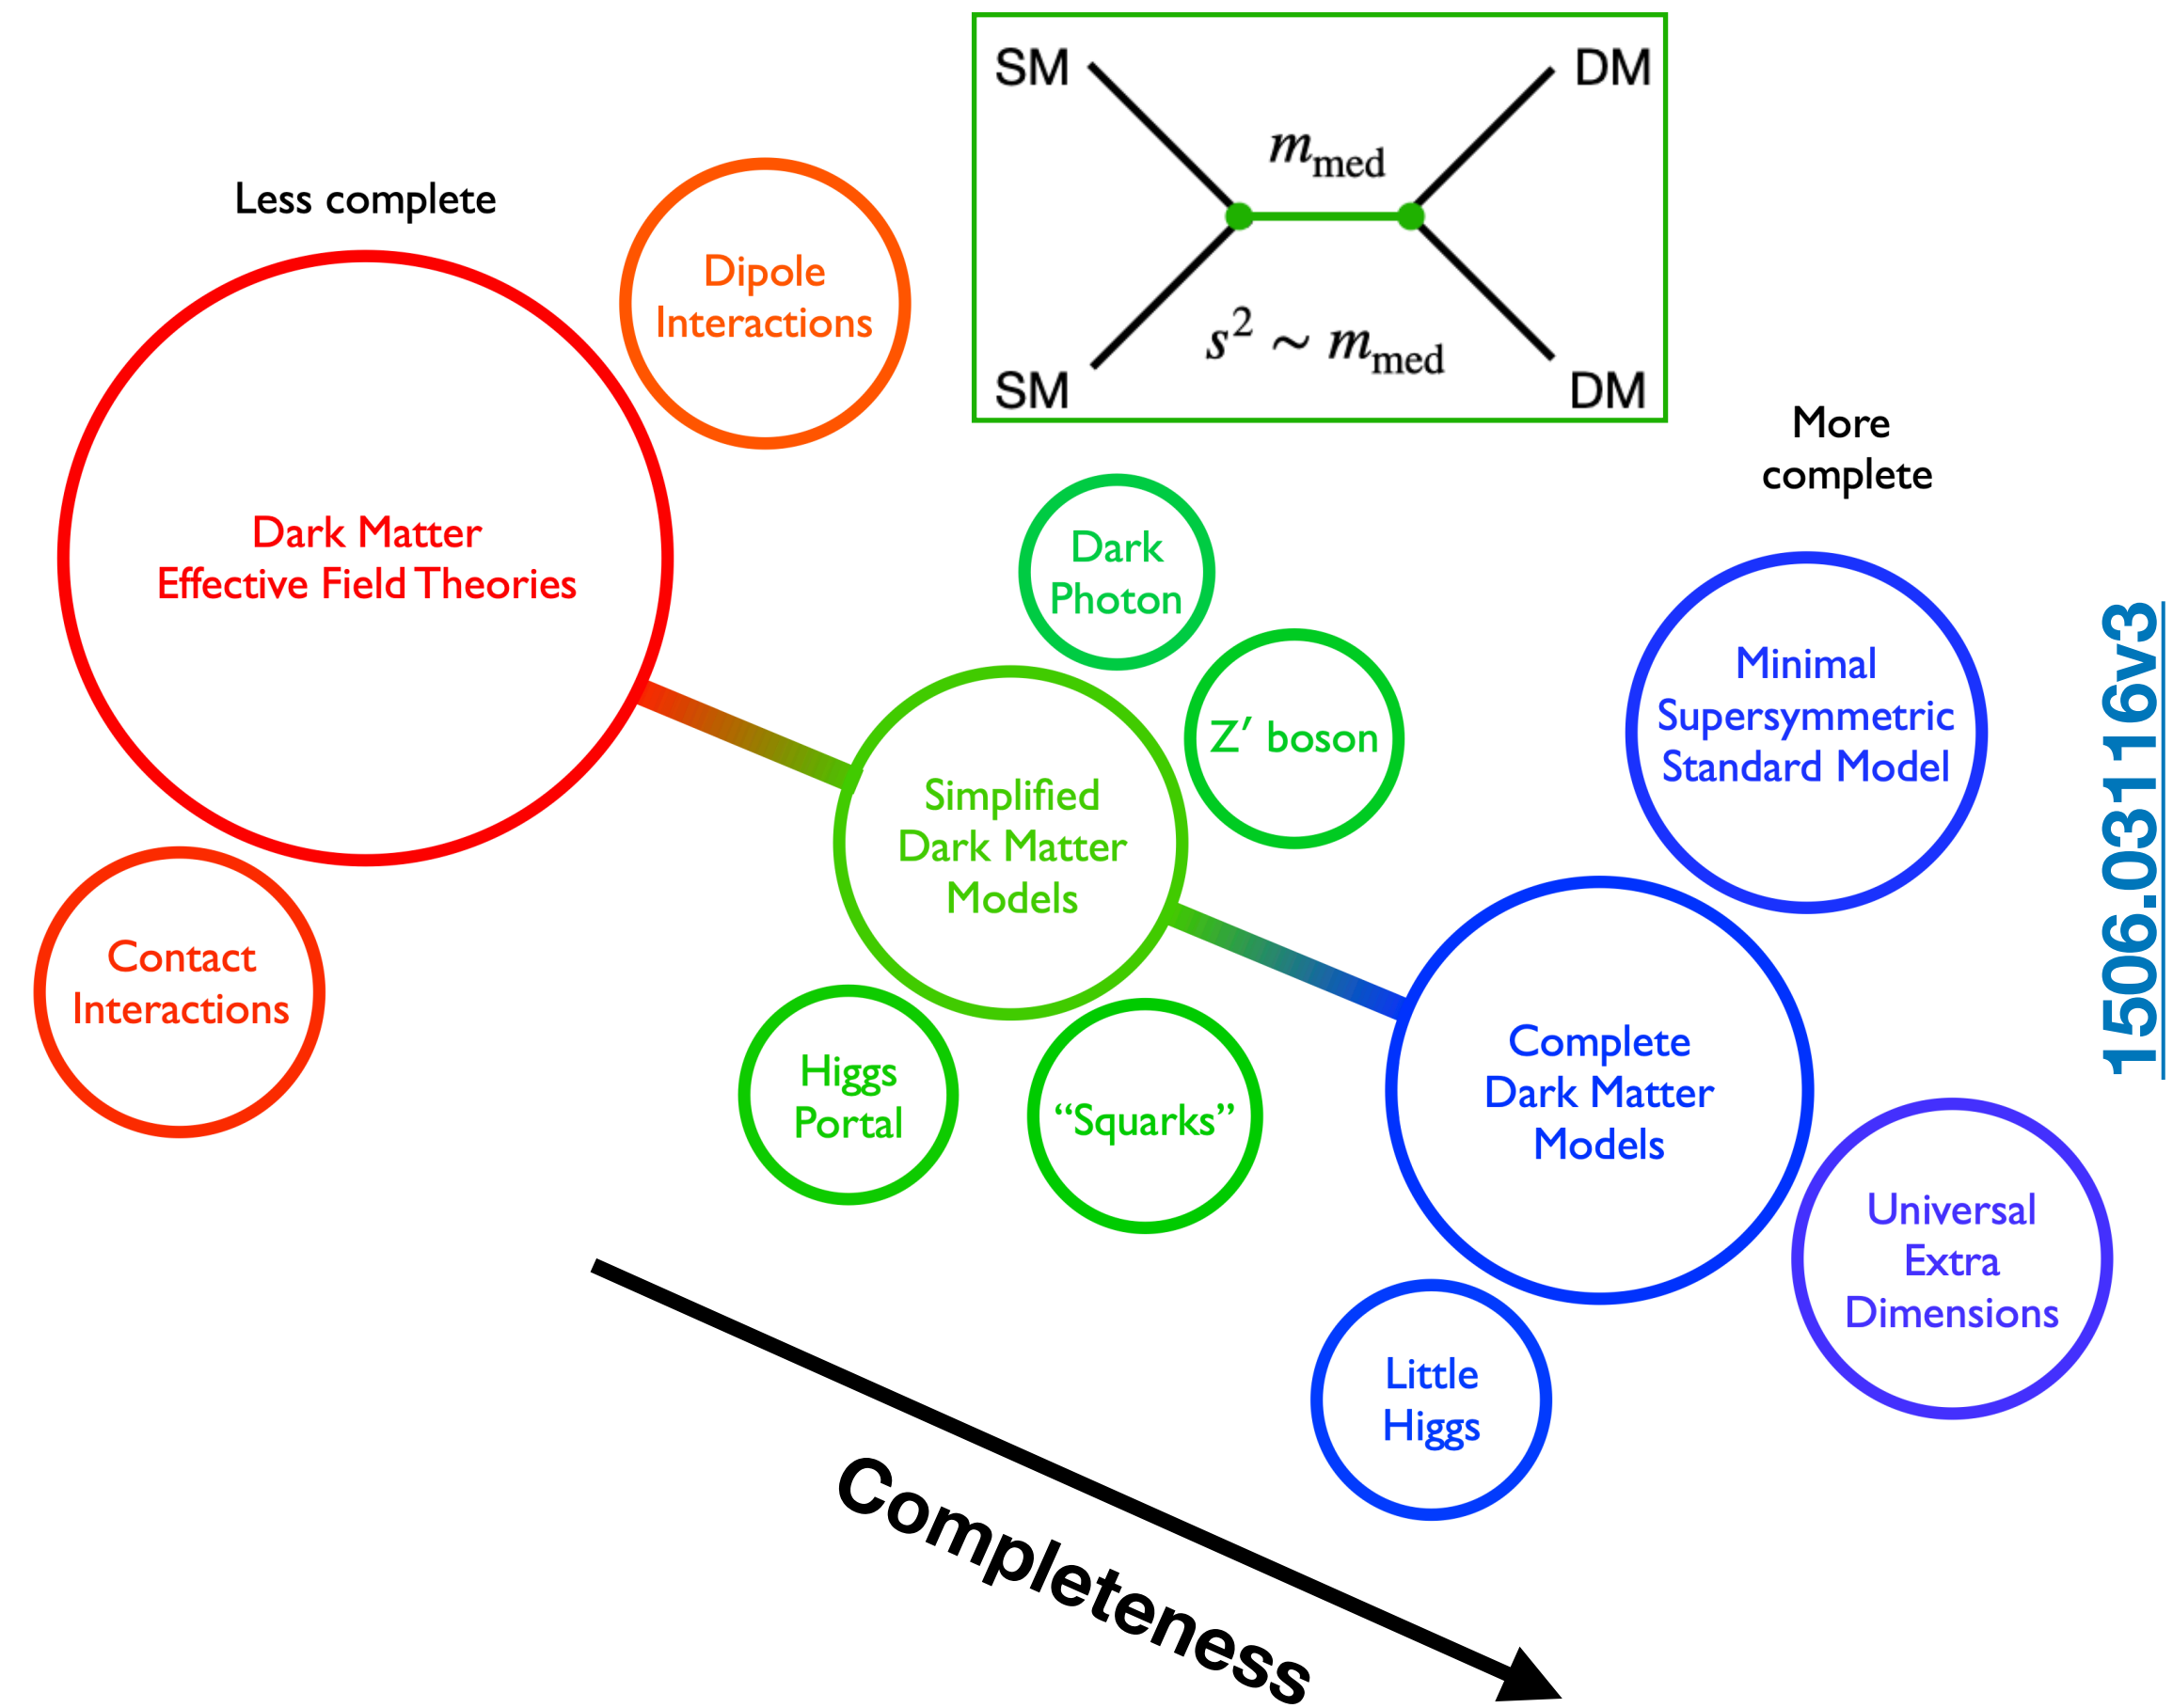 SM
DM
m_med
s² ~ m_med
SM
DM
Less complete
Dipole
Interactions
More
complete
Dark Matter
Effective Field Theories
Dark
Photon
Z′ boson
Minimal
Supersymmetric
Standard Model
1506.03116v3
Simplified
Dark Matter
Models
Contact
Interactions
Higgs
Portal
“Squarks”
Complete
Dark Matter
Models
Universal
Extra
Dimensions
Little
Higgs
Completeness